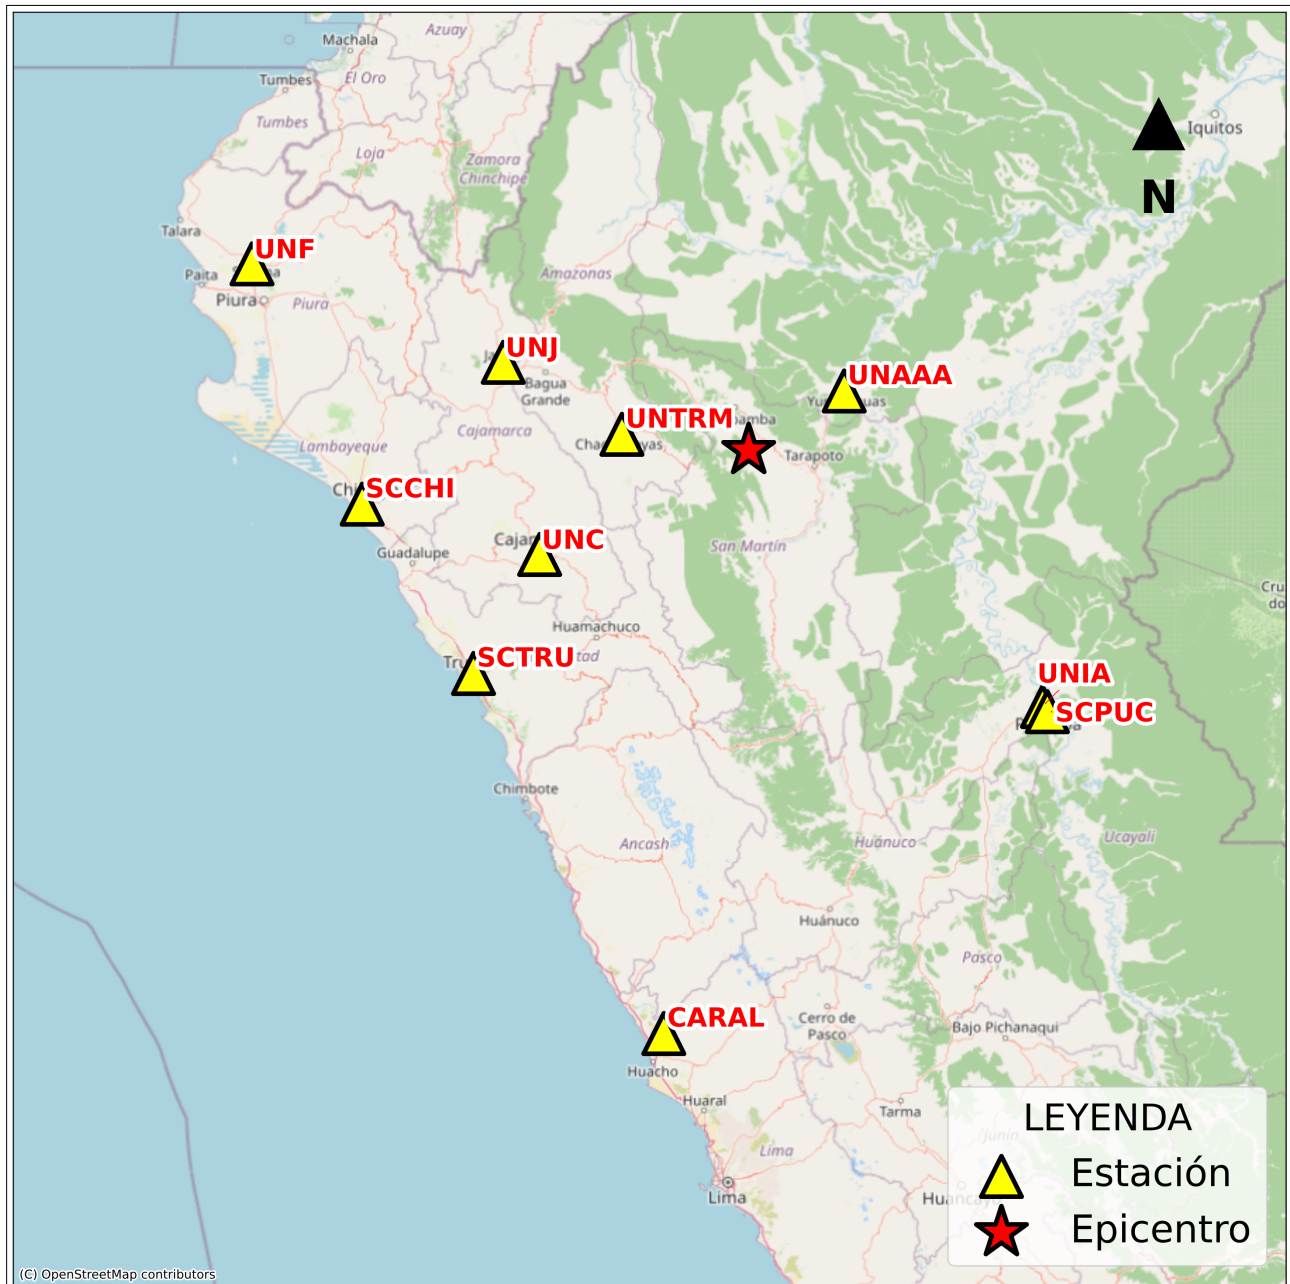 Azuay
Machala
El Oro
Tumbes
Tumbes
Loja
Zamora
Chinchipe
Iquitos
N
Talara
UNF
Paita
Piura
Piura
Amazonas
UNJ
Bagua
Grande
UNAAA
UNTRM
Cajamarca
Lambayeque
Tarapoto
SCCHI
Guadalupe
UNC
San Martín
Huamachuco
SCTRU
UNIA
SCPUC
Chimbote
Ancash
Huánuco
Ucayali
Huánuco
Pasco
CARAL
Cerro de
Pasco
Bajo Pichanaqui
Huacho
Huaral
Tarma
Lima
Lima
Junín
Huancayo
LEYENDA
Estación
Epicentro
(C) OpenStreetMap contributors